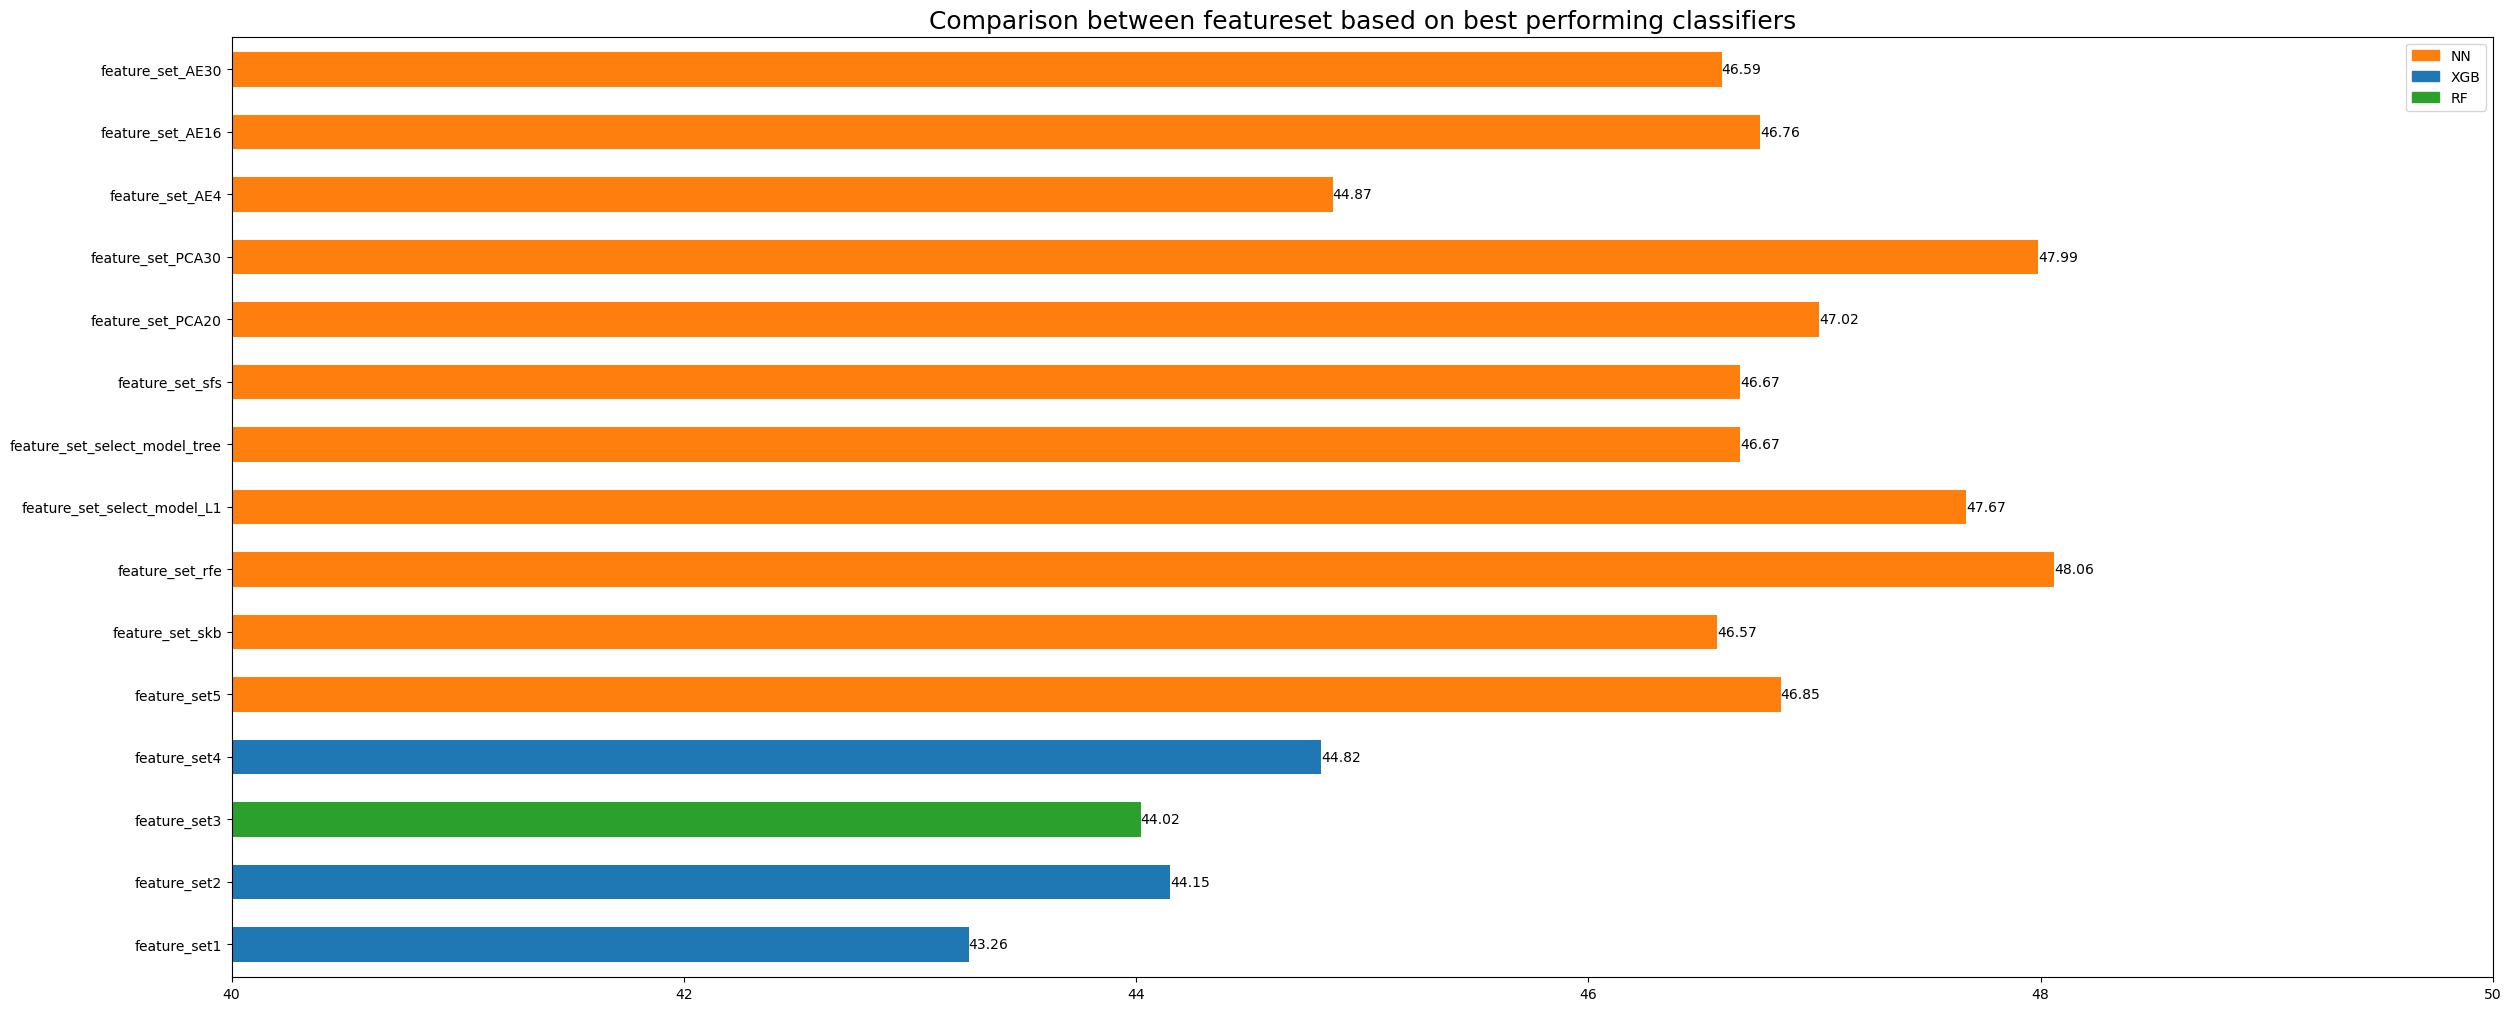 Comparison between featureset based on best performing classifiers
NN
XGB
RF
feature_set_AE30 46.59
feature_set_AE16 46.76
feature_set_AE4 44.87
feature_set_PCA30 47.99
feature_set_PCA20 47.02
feature_set_sfs 46.67
feature_set_select_model_tree 46.67
feature_set_select_model_L1 47.67
feature_set_rfe 48.06
feature_set_skb 46.57
feature_set5 46.85
feature_set4 44.82
feature_set3 44.02
feature_set2 44.15
feature_set1 43.26
40 42 44 46 48 50